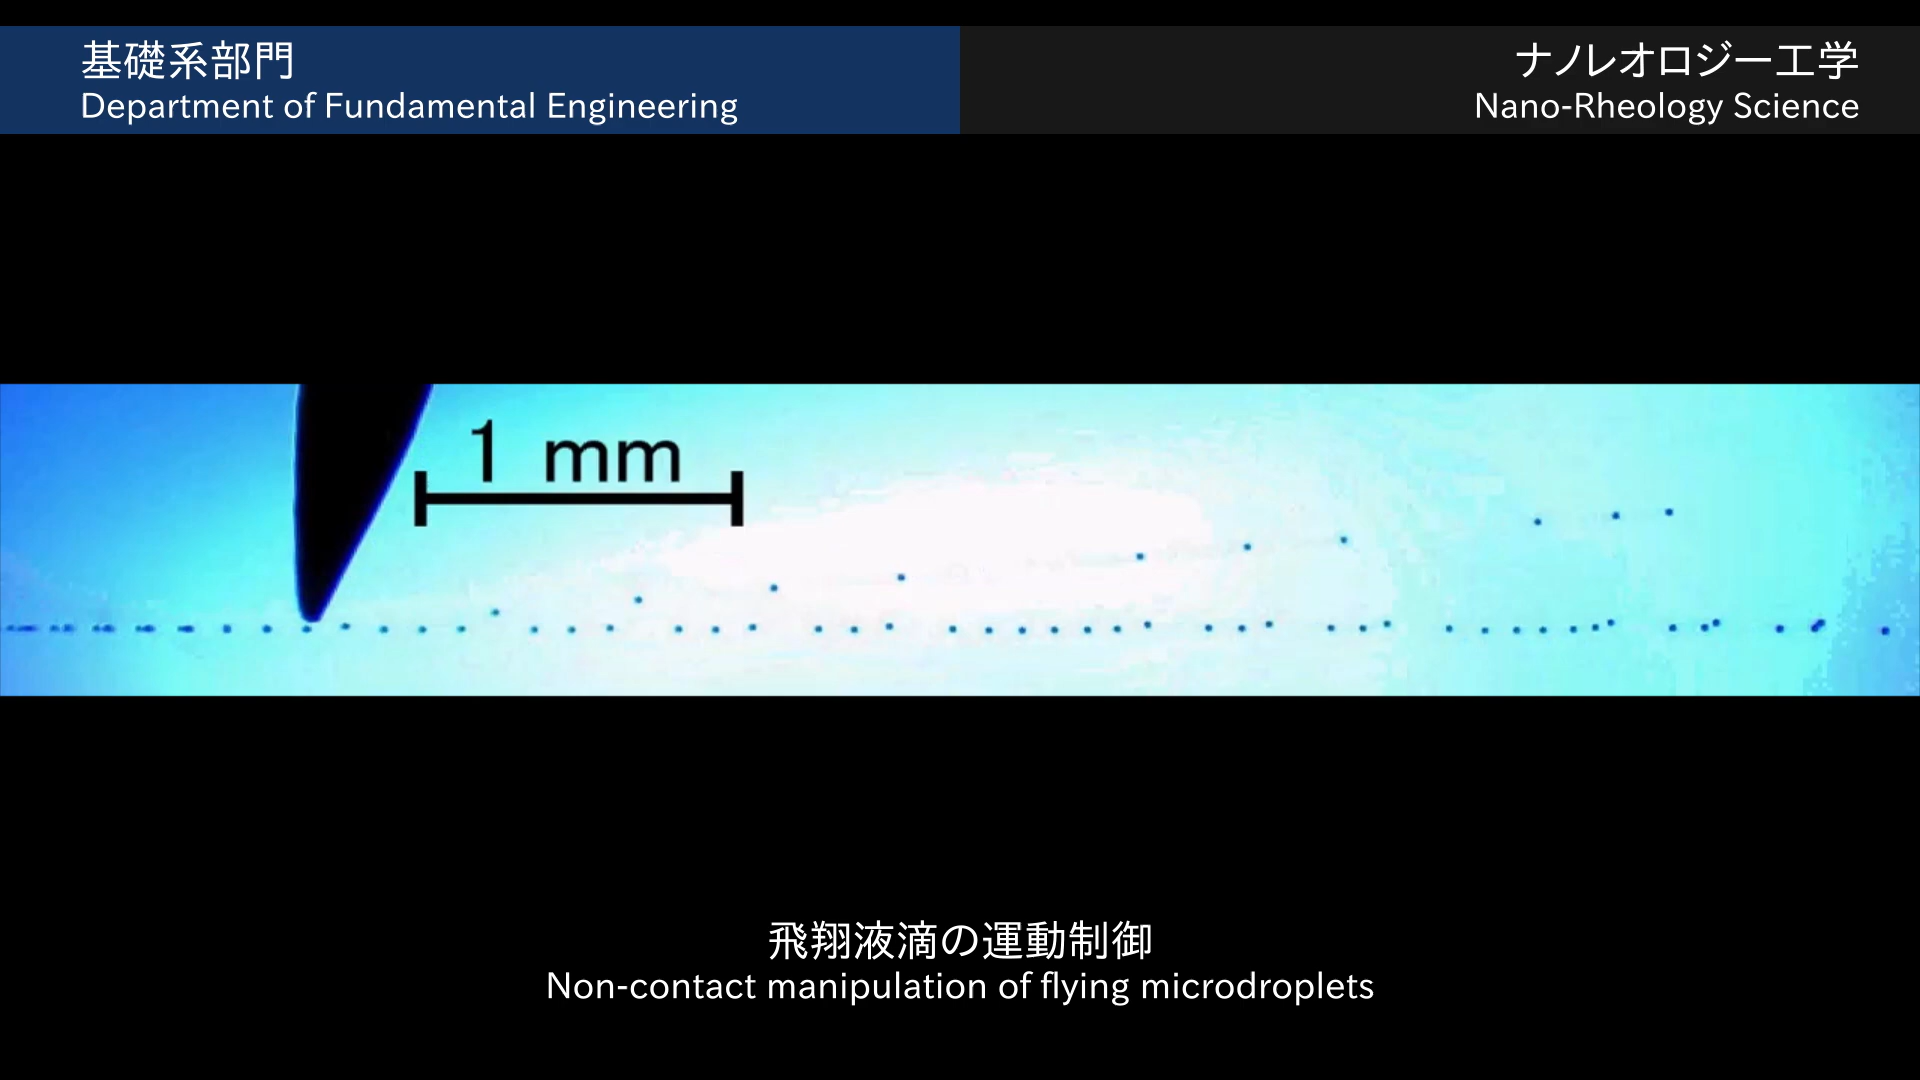 基礎系部門
Department of Fundamental Engineering
ナノレオロジー工学
Nano-Rheology Science
1 mm
飛翔液滴の運動制御
Non-contact manipulation of flying microdroplets